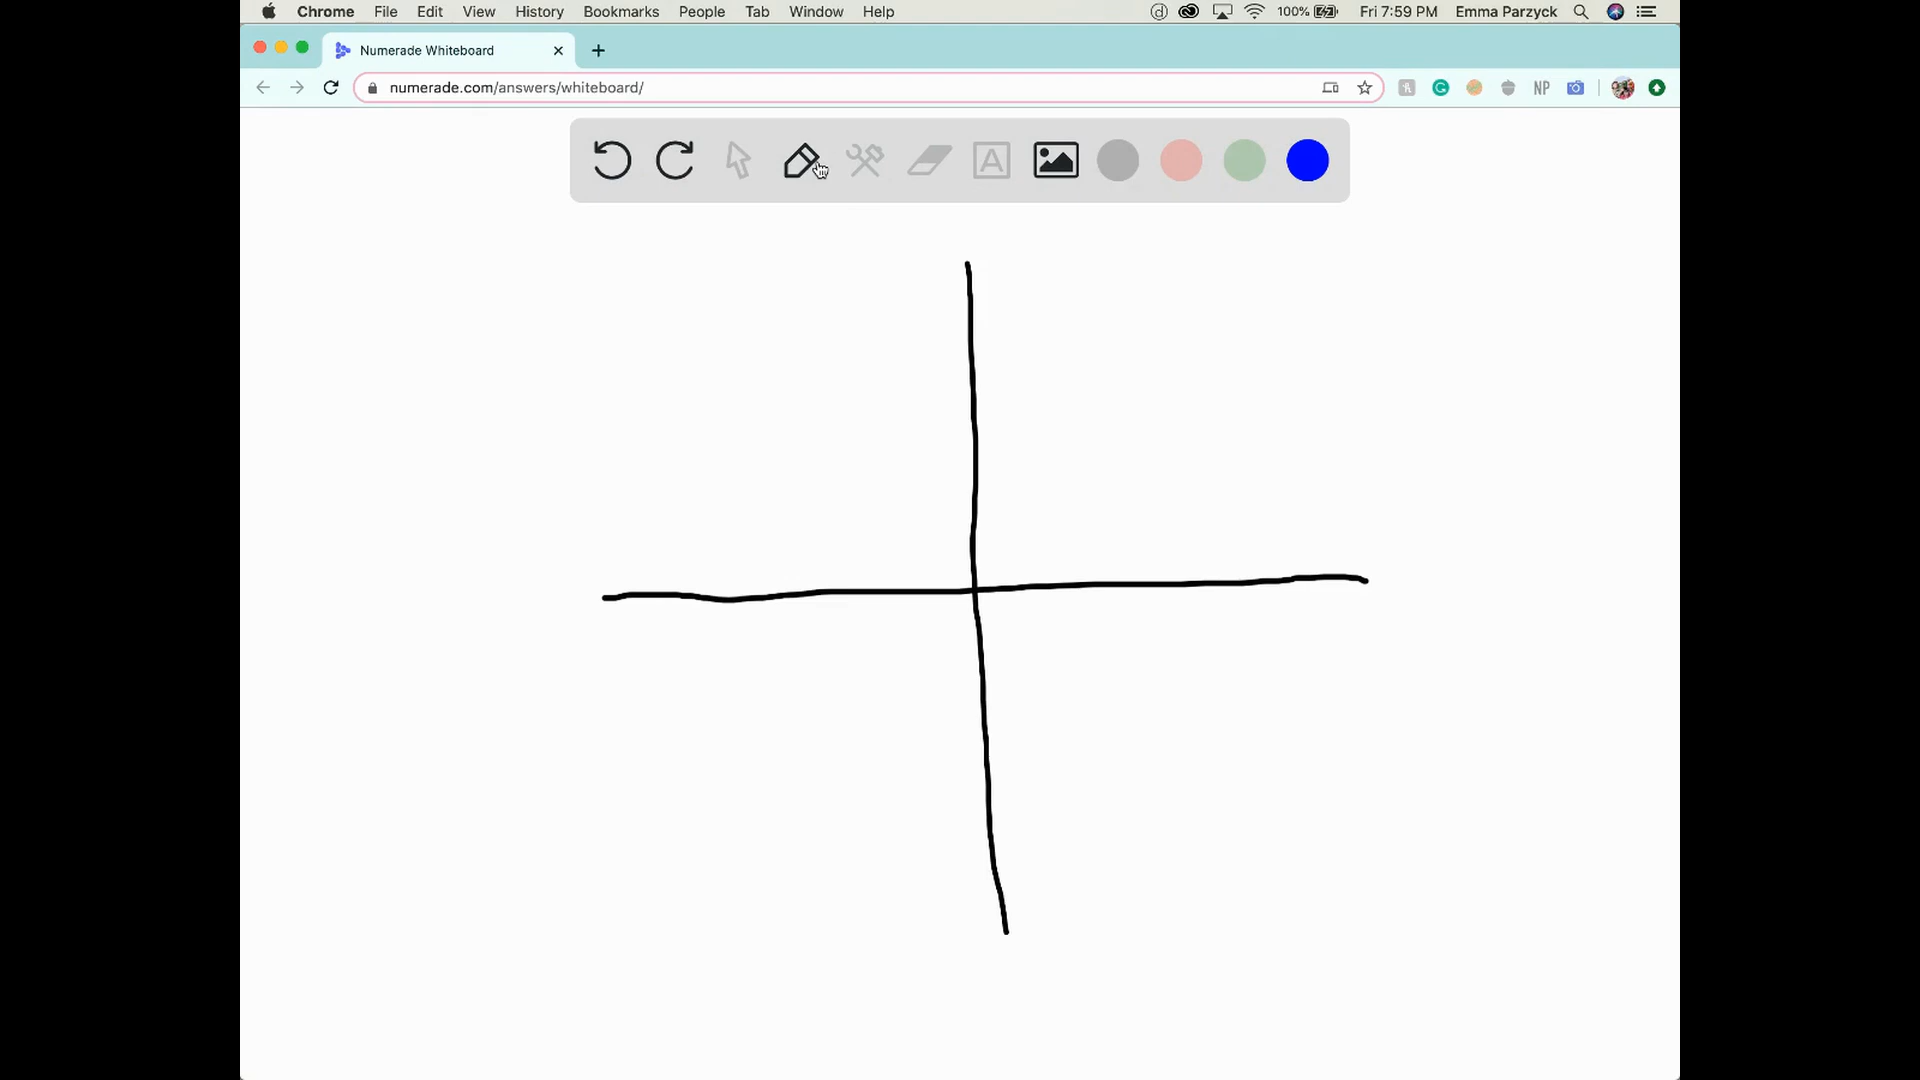 Chrome File Edit View History Bookmarks People Tab Window Help 100% Fri 7:59 PM Emma Parzyck
Numerade Whiteboard
numerade.com/answers/whiteboard/ NP
A